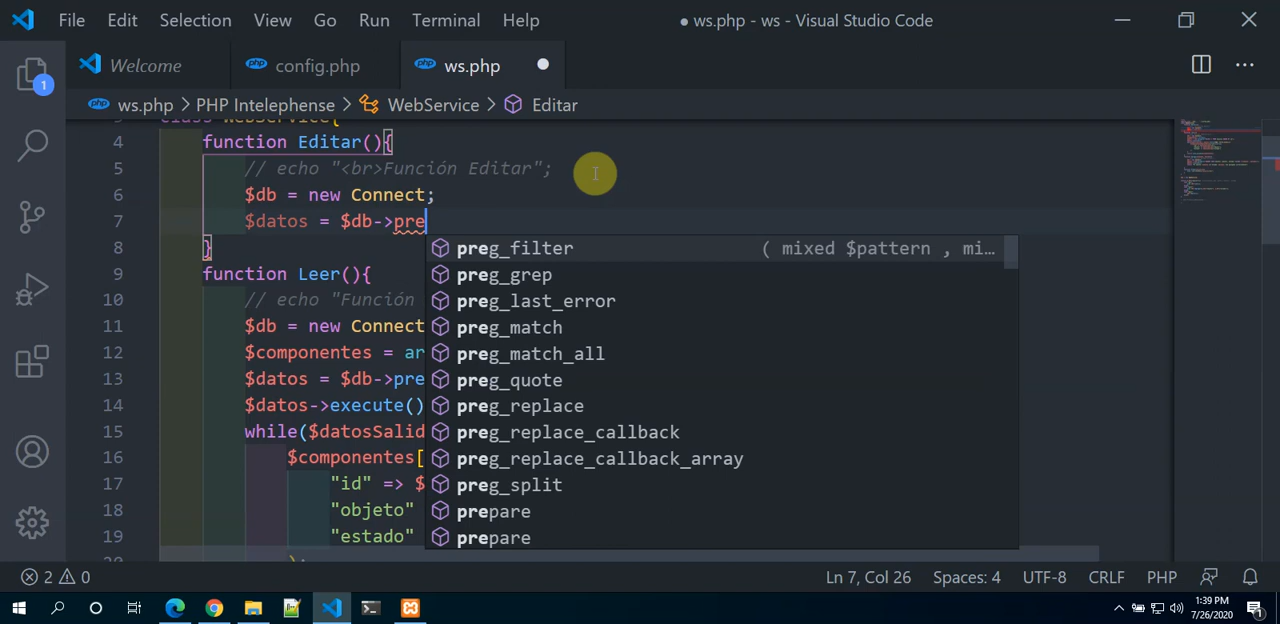 File Edit Selection View Go Run Terminal Help ● ws.php - ws - Visual Studio Code
1
Welcome config.php ws.php
ws.php > PHP Intelephense > WebService > Editar
class WebService{
4 function Editar(){
5 // echo "<br>Función Editar";
6 $db = new Connect;
7 $datos = $db->pre
8 }
preg_filter ( mixed $pattern , mi…
9 function Leer(){
preg_grep
10 // echo "Función
preg_last_error
11 $db = new Connect
preg_match
12 $componentes = ar
preg_match_all
13 $datos = $db->pre
preg_quote
14 $datos->execute()
preg_replace
15 while($datosSalid
preg_replace_callback
16 $componentes[
preg_replace_callback_array
17 "id" => $
preg_split
18 "objeto"
prepare
19 "estado"
prepare
2 0 Ln 7, Col 26 Spaces: 4 UTF-8 CRLF PHP
1:39 PM
7/26/2020
1